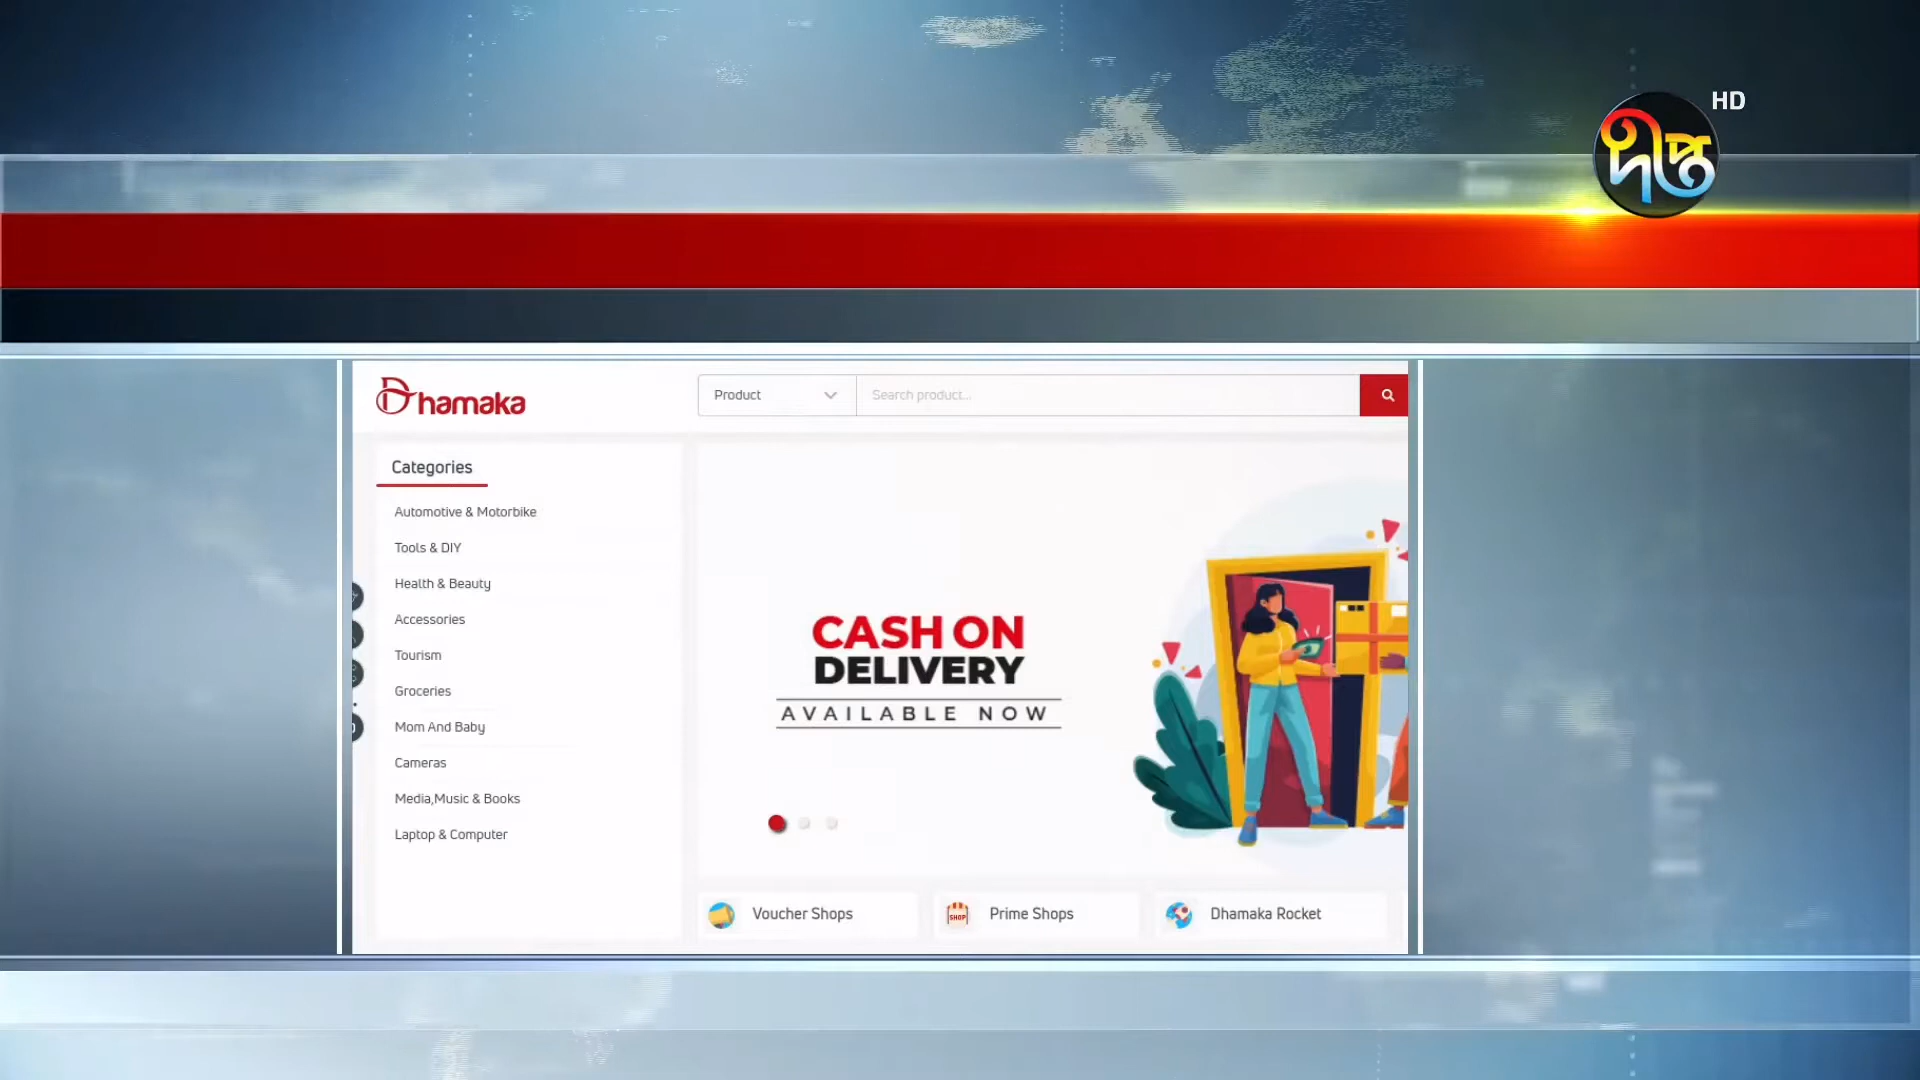 HD
দীপ্ত
Dhamaka
Product
Search product...
Categories
Automotive & Motorbike
Tools & DIY
Health & Beauty
Accessories
Tourism
Groceries
Mom And Baby
Cameras
Media,Music & Books
Laptop & Computer
CASH ON
DELIVERY
AVAILABLE NOW
Voucher Shops
SHOP
Prime Shops
Dhamaka Rocket